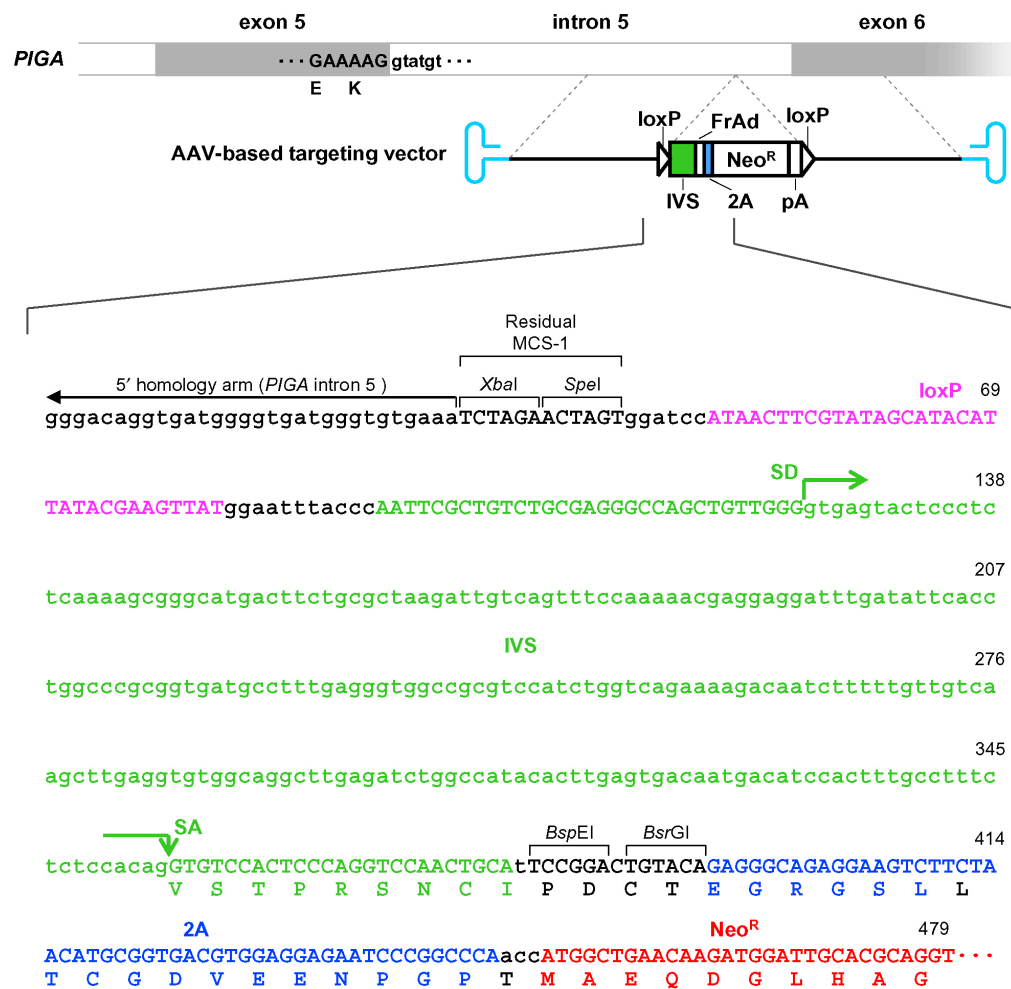 exon 5 intron 5 exon 6
PIGA ··· GAAAAG gtatgt ···
E K
loxP FrAd loxP
AAV-based targeting vector NeoR
IVS 2A pA
Residual
MCS-1
5′ homology arm (PIGA intron 5 ) XbaI SpeI loxP 69
gggacaggtgatggggtgatgggtgtgaaaTCTAGAACTAGTggatccATAACTTCGTATAGCATACAT
SD 138
TATACGAAGTTATggaatttacccAATTCGCTGTCTGCGAGGGCCAGCTGTTGGGgtgagtactccctc
207
tcaaaagcgggcatgacttctgcgctaagattgtcagtttccaaaaacgaggaggatttgatattcacc
IVS
276
tggcccgcggtgatgcctttgagggtggccgcgtccatctggtcagaaaagacaatctttttgttgtca
345
agcttgaggtgtggcaggcttgagatctggccatacacttgagtgacaatgacatccactttgcctttc
SA BspEI BsrGI 414
tctccacagGTGTCCACTCCCAGGTCCAACTGCAtTCCGGACTGTACAGAGGGCAGAGGAAGTCTTCTA
V S T P R S N C I P D C T E G R G S L L
2A NeoR 479
ACATGCGGTGACGTGGAGGAGAATCCCGGCCCAaccATGGCTGAACAAGATGGATTGCACGCAGGT···
T C G D V E E N P G P T M A E Q D G L H A G